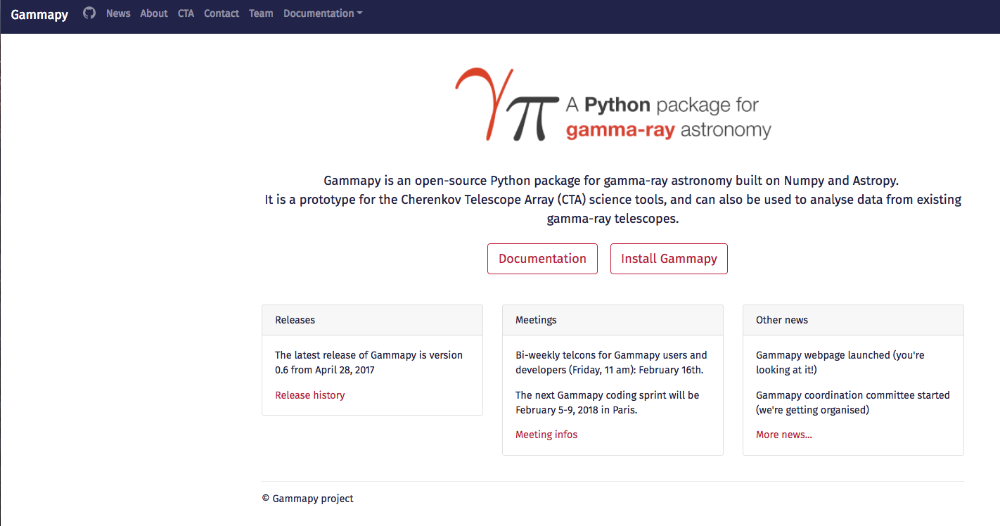 Gammapy News About CTA Contact Team Documentation
γπ A Python package for
gamma-ray astronomy
Gammapy is an open-source Python package for gamma-ray astronomy built on Numpy and Astropy.
It is a prototype for the Cherenkov Telescope Array (CTA) science tools, and can also be used to analyse data from existing
gamma-ray telescopes.
Documentation Install Gammapy
Releases
The latest release of Gammapy is version
0.6 from April 28, 2017
Release history
Meetings
Bi-weekly telcons for Gammapy users and
developers (Friday, 11 am): February 16th.
The next Gammapy coding sprint will be
February 5-9, 2018 in Paris.
Meeting infos
Other news
Gammapy webpage launched (you're
looking at it!)
Gammapy coordination committee started
(we're getting organised)
More news...
© Gammapy project